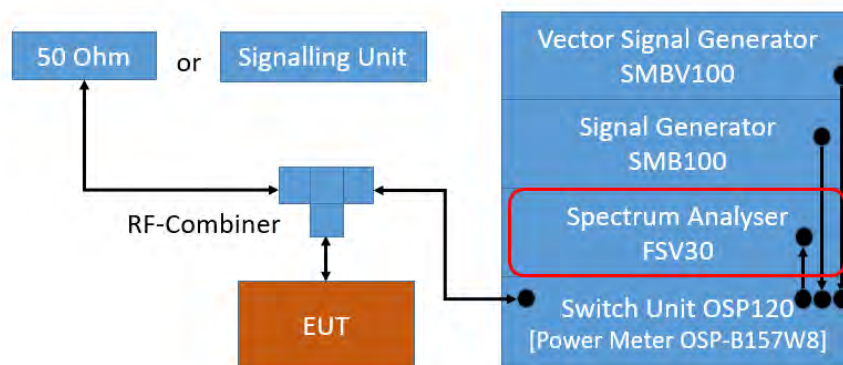 50 Ohm
or
Signalling Unit
Vector Signal Generator
SMBV100
Signal Generator
SMB100
RF-Combiner
Spectrum Analyser
FSV30
EUT
Switch Unit OSP120
[Power Meter OSP-B157W8]